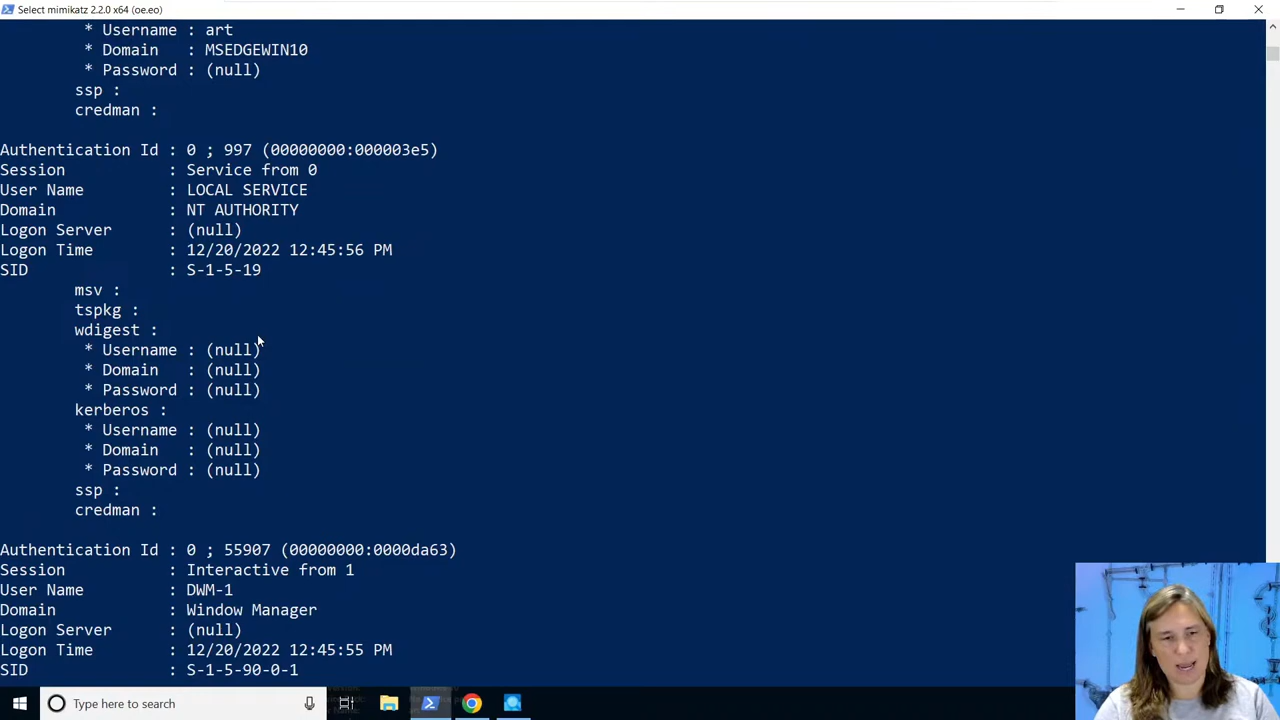 Select mimikatz 2.2.0 x64 (oe.eo)
* Username : art
* Domain   : MSEDGEWIN10
* Password : (null)
ssp :
credman :
Authentication Id : 0 ; 997 (00000000:000003e5)
Session           : Service from 0
User Name         : LOCAL SERVICE
Domain            : NT AUTHORITY
Logon Server      : (null)
Logon Time        : 12/20/2022 12:45:56 PM
SID               : S-1-5-19
msv :
tspkg :
wdigest :
* Username : (null)
* Domain   : (null)
* Password : (null)
kerberos :
* Username : (null)
* Domain   : (null)
* Password : (null)
ssp :
credman :
Authentication Id : 0 ; 55907 (00000000:0000da63)
Session           : Interactive from 1
User Name         : DWM-1
Domain            : Window Manager
Logon Server      : (null)
Logon Time        : 12/20/2022 12:45:55 PM
SID               : S-1-5-90-0-1
Type here to search